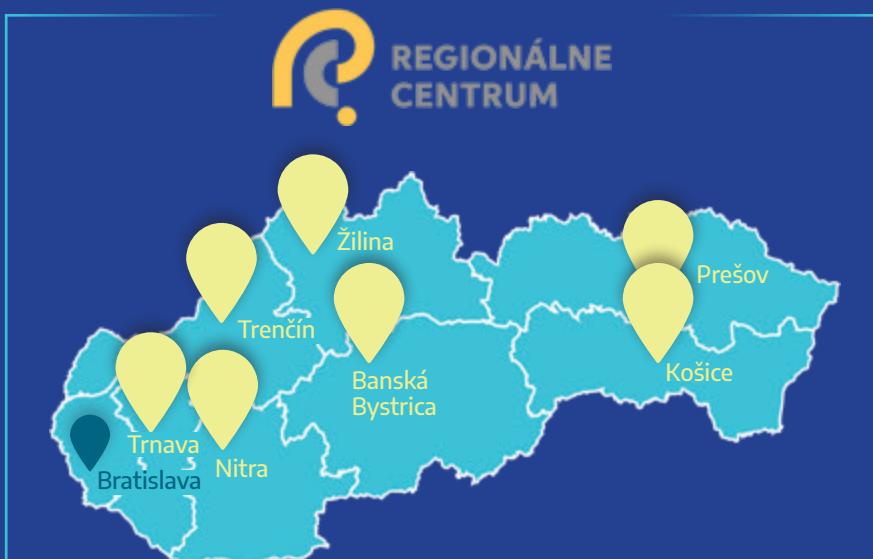 REGIONÁLNE
CENTRUM
Žilina
Prešov
Trenčín
Košice
Banská
Bystrica
Trnava
Nitra
Bratislava